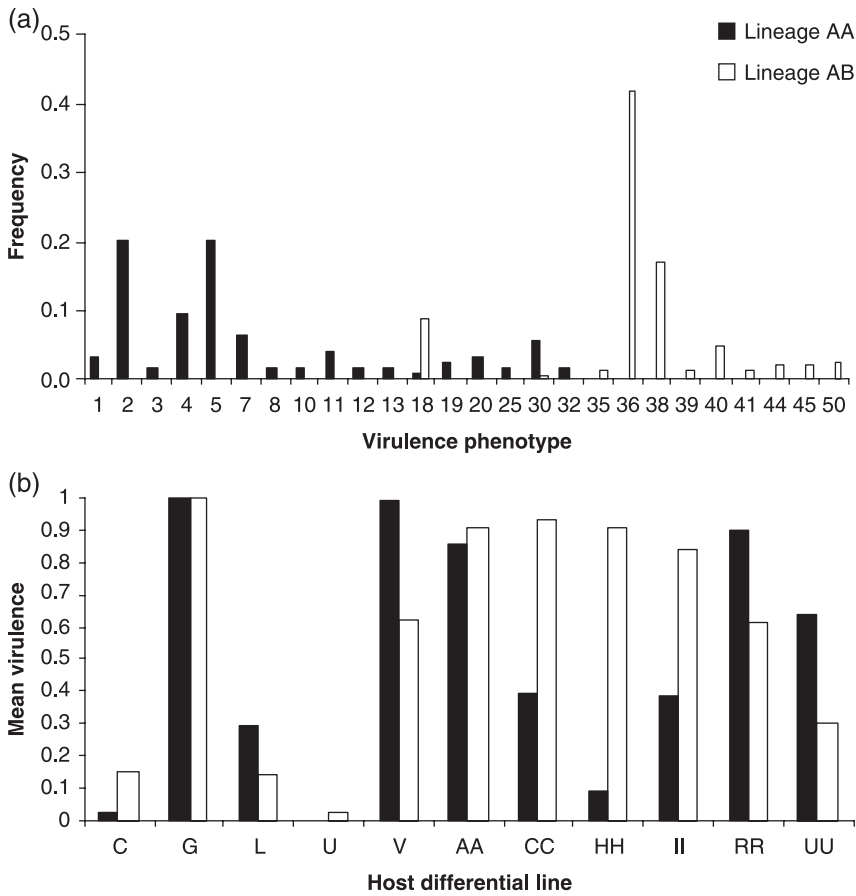 (a)
0.5
0.4
0.3
0.2
0.1
0.0
Frequency
Lineage AA
Lineage AB
1 2 3 4 5 7 8 10 11 12 13 18 19 20 25 30 32 35 36 38 39 40 41 44 45 50
Virulence phenotype
(b)
1
0.9
0.8
0.7
0.6
0.5
0.4
0.3
0.2
0.1
0
Mean virulence
C G L U V AA CC HH II RR UU
Host differential line